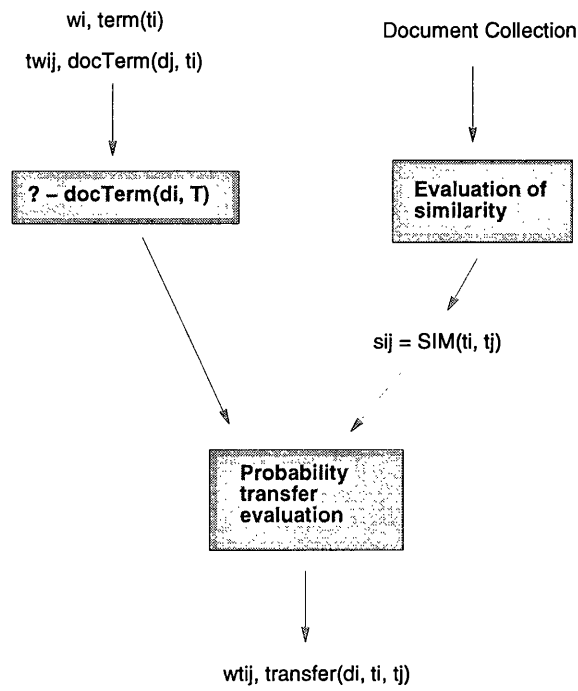 wi, term(ti)
twij, docTerm(dj, ti)
Document Collection
? – docTerm(di, T)
Evaluation of
similarity
sij = SIM(ti, tj)
Probability
transfer
evaluation
wtij, transfer(di, ti, tj)